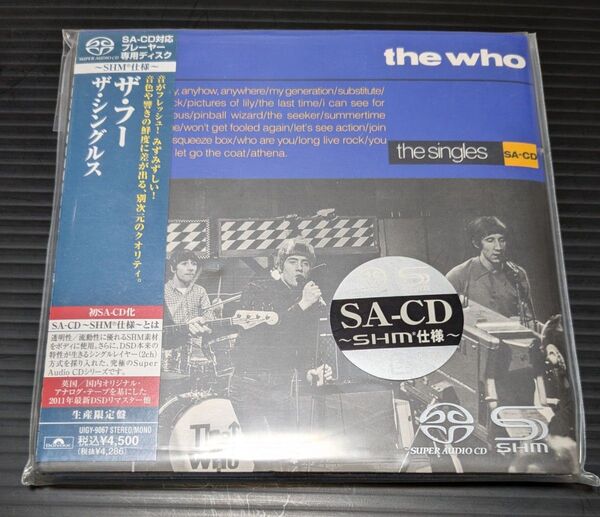 SUPER AUDIO CD
SA-CD対応
プレーヤー
専用ディスク
~SHM®仕様~
ザ・フー
ザ・シングルス
音がフレッシュ!みずみずしい!
音色や響きの鮮度に差が出る、別次元のクオリティ。
初SA-CD化
SA-CD~SHM®仕様~とは
透明性/流動性に優れるSHM素材
をボディに使用。さらに、DSD本来の
特性が生きるシングルレイヤー(2ch)
方式を採り入れた、究極のSuper
Audio CDシリーズです。
英国/国内オリジナル・
アナログ・テープを基にした
2011年最新DSDリマスター他
生産限定盤
UIGY-9067 STEREO/MONO
税込¥4,500
(税抜¥4,286)
the who
y, anyhow, anywhere/my generation/substitute/
ck/pictures of lily/the last time/i can see for
ous/pinball wizard/the seeker/summertime
e/won't get fooled again/let's see action/join
squeeze box/who are you/long live rock/you
let go the coat/athena.
the singles
SA-CD
SA-CD
~SHM®仕様~
The
Who
SUPER AUDIO CD
SHM